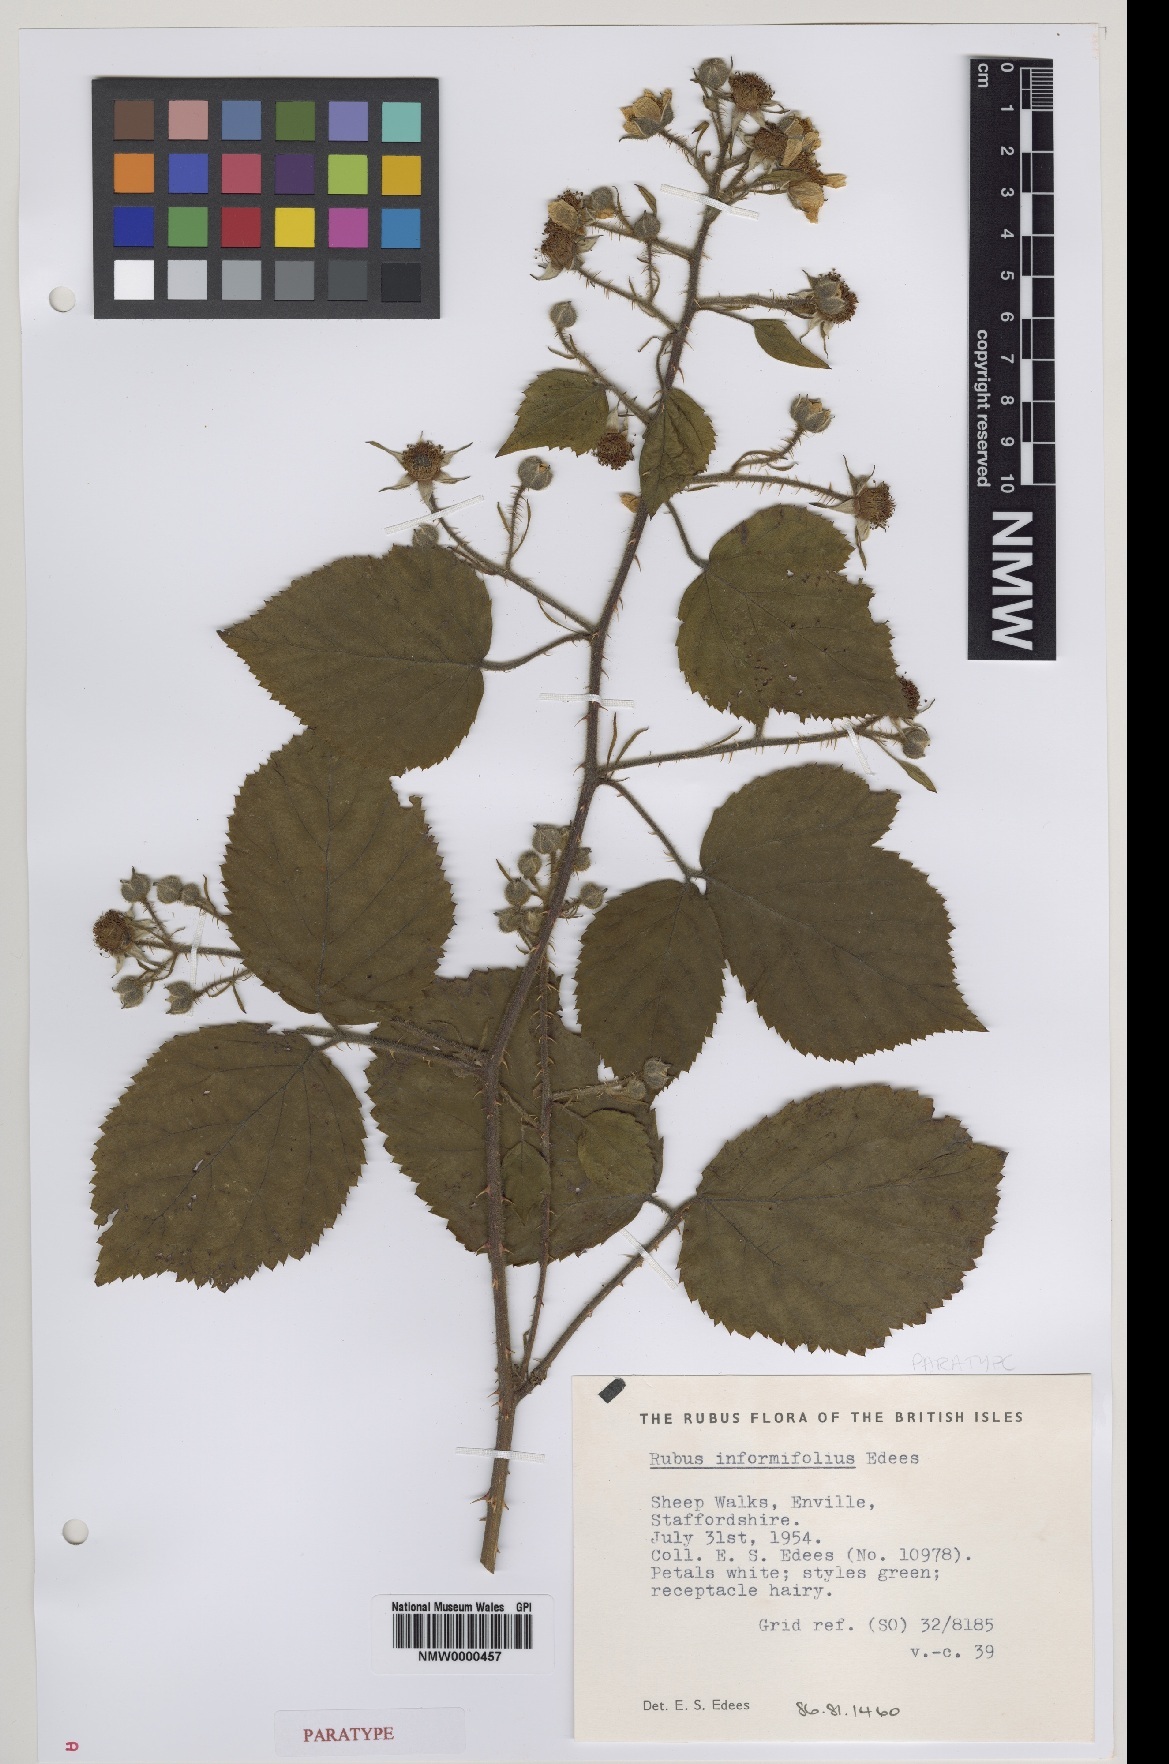 0 cm
1
2
3
4
5
6
7
8
9
10
copyright reserved
NMW
PARATYPE
THE RUBUS FLORA OF THE BRITISH ISLES
Rubus informifolius Edees
Sheep Walks, Enville,
Staffordshire.
July 31st, 1954.
Coll. E. S. Edees (No. 10978).
Petals white; styles green;
receptacle hairy.
Grid ref. (SO) 32/8185
v.-c. 39
Det. E. S. Edees 86.81.1460
National Museum Wales GPI
NMW0000457
PARATYPE